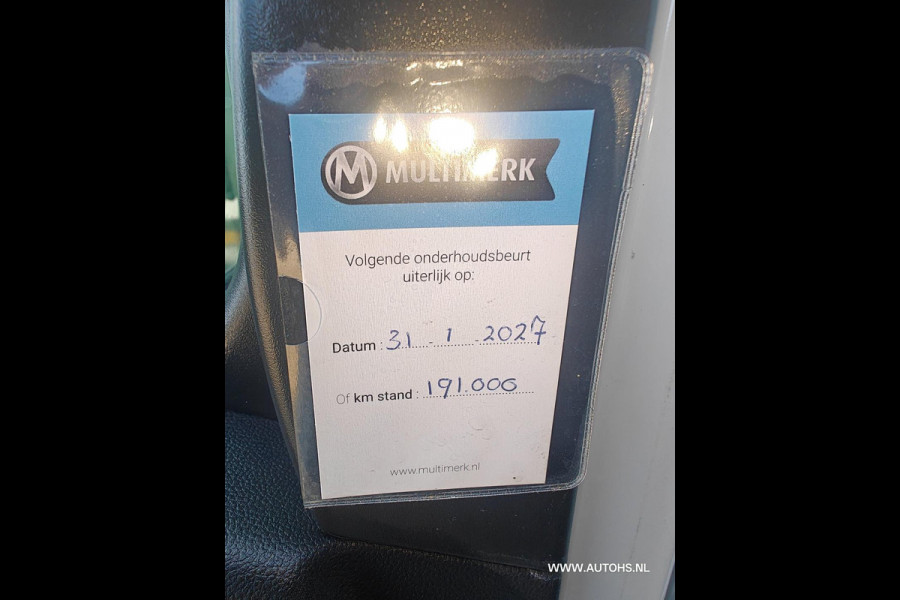 MULTIMERK
Volgende onderhoudsbeurt
uiterlijk op:
Datum : 31 - 1 - 2027
Of km stand : 191.000
www.multimerk.nl
WWW.AUTOHS.NL